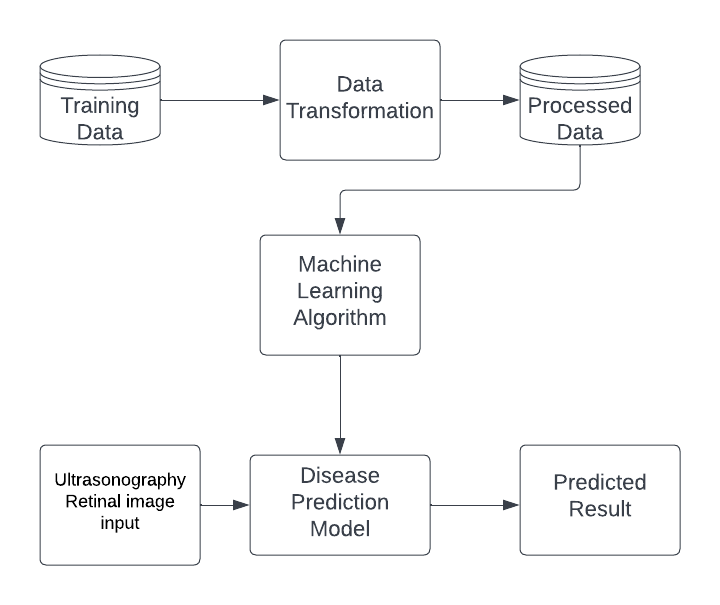 Training
Data
Data
Transformation
Processed
Data
Machine
Learning
Algorithm
Ultrasonography
Retinal image
input
Disease
Prediction
Model
Predicted
Result